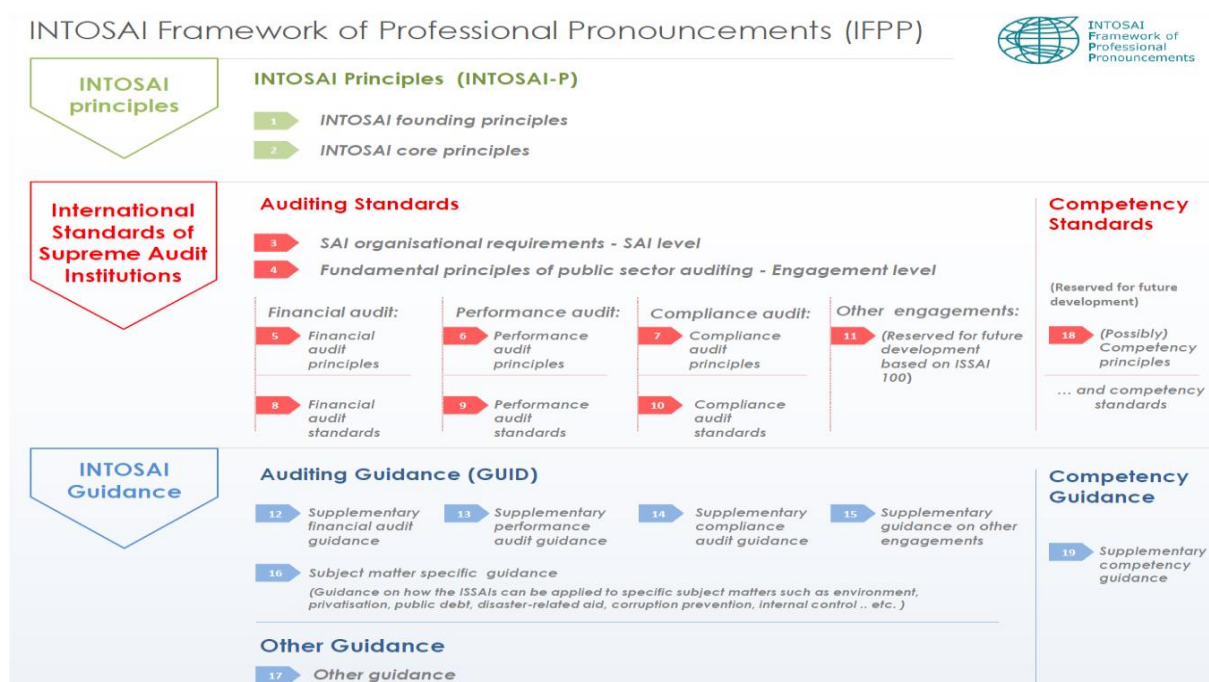 INTOSAI Framework of Professional Pronouncements (IFPP)
INTOSAI
Framework of
Professional
Pronouncements
INTOSAI
principles
INTOSAI Principles (INTOSAI-P)
1 INTOSAI founding principles
2 INTOSAI core principles
International
Standards of
Supreme Audit
Institutions
Auditing Standards
3 SAI organisational requirements - SAI level
4 Fundamental principles of public sector auditing - Engagement level
Financial audit:
5 Financial
audit
principles
8 Financial
audit
standards
Performance audit:
6 Performance
audit
principles
9 Performance
audit
standards
Compliance audit:
7 Compliance
audit
principles
10 Compliance
audit
standards
Other engagements:
11 (Reserved for future
development
based on ISSAI
100)
Competency
Standards
(Reserved for future
development)
18 (Possibly)
Competency
principles
... and competency
standards
INTOSAI
Guidance
Auditing Guidance (GUID)
12 Supplementary
financial audit
guidance
13 Supplementary
performance
audit guidance
14 Supplementary
compliance
audit guidance
15 Supplementary
guidance on other
engagements
16 Subject matter specific guidance
(Guidance on how the ISSAIs can be applied to specific subject matters such as environment,
privatisation, public debt, disaster-related aid, corruption prevention, internal control .. etc. )
Other Guidance
17 Other guidance
Competency
Guidance
19 Supplementary
competency
guidance